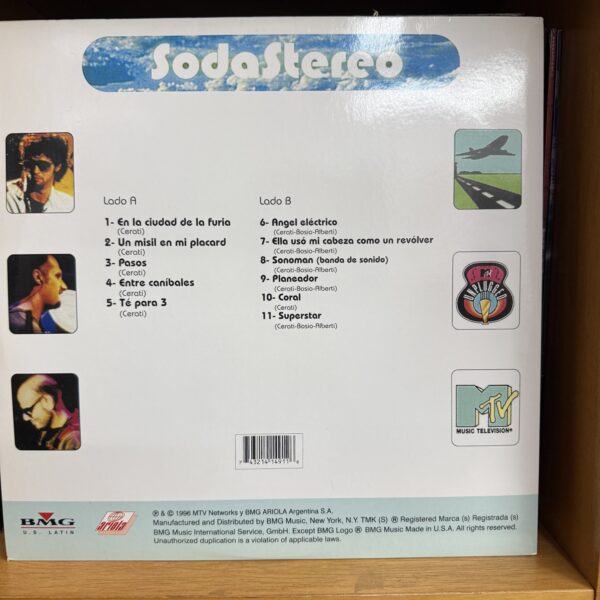 SodaStereo
Lado A
1- En la ciudad de la furia
(Cerati)
2- Un misil en mi placard
(Cerati)
3- Pasos
(Cerati)
4- Entre caníbales
(Cerati)
5- Té para 3
(Cerati)
Lado B
6- Angel eléctrico
(Cerati-Bosio-Alberti)
7- Ella usó mi cabeza como un revólver
(Cerati-Bosio-Alberti)
8- Sonoman (banda de sonido)
(Cerati-Bosio-Alberti)
9- Planeador
(Cerati-Bosio-Alberti)
10- Coral
(Cerati)
11- Superstar
(Cerati-Bosio-Alberti)
UNPLUGGED
MTV
MUSIC TELEVISION®
7 43214 14911
BMG
U.S. LATIN
ariola
℗ & © 1996 MTV Networks y BMG ARIOLA Argentina S.A.
Manufactured and Distributed by BMG Music, New York, N.Y. TMK (S) ® Registered Marca (s) Registrada (s)
BMG Music International Service, GmbH. Except BMG Logo ® BMG Music Made in U.S.A. All rights reserved.
Unauthorized duplication is a violation of applicable laws.